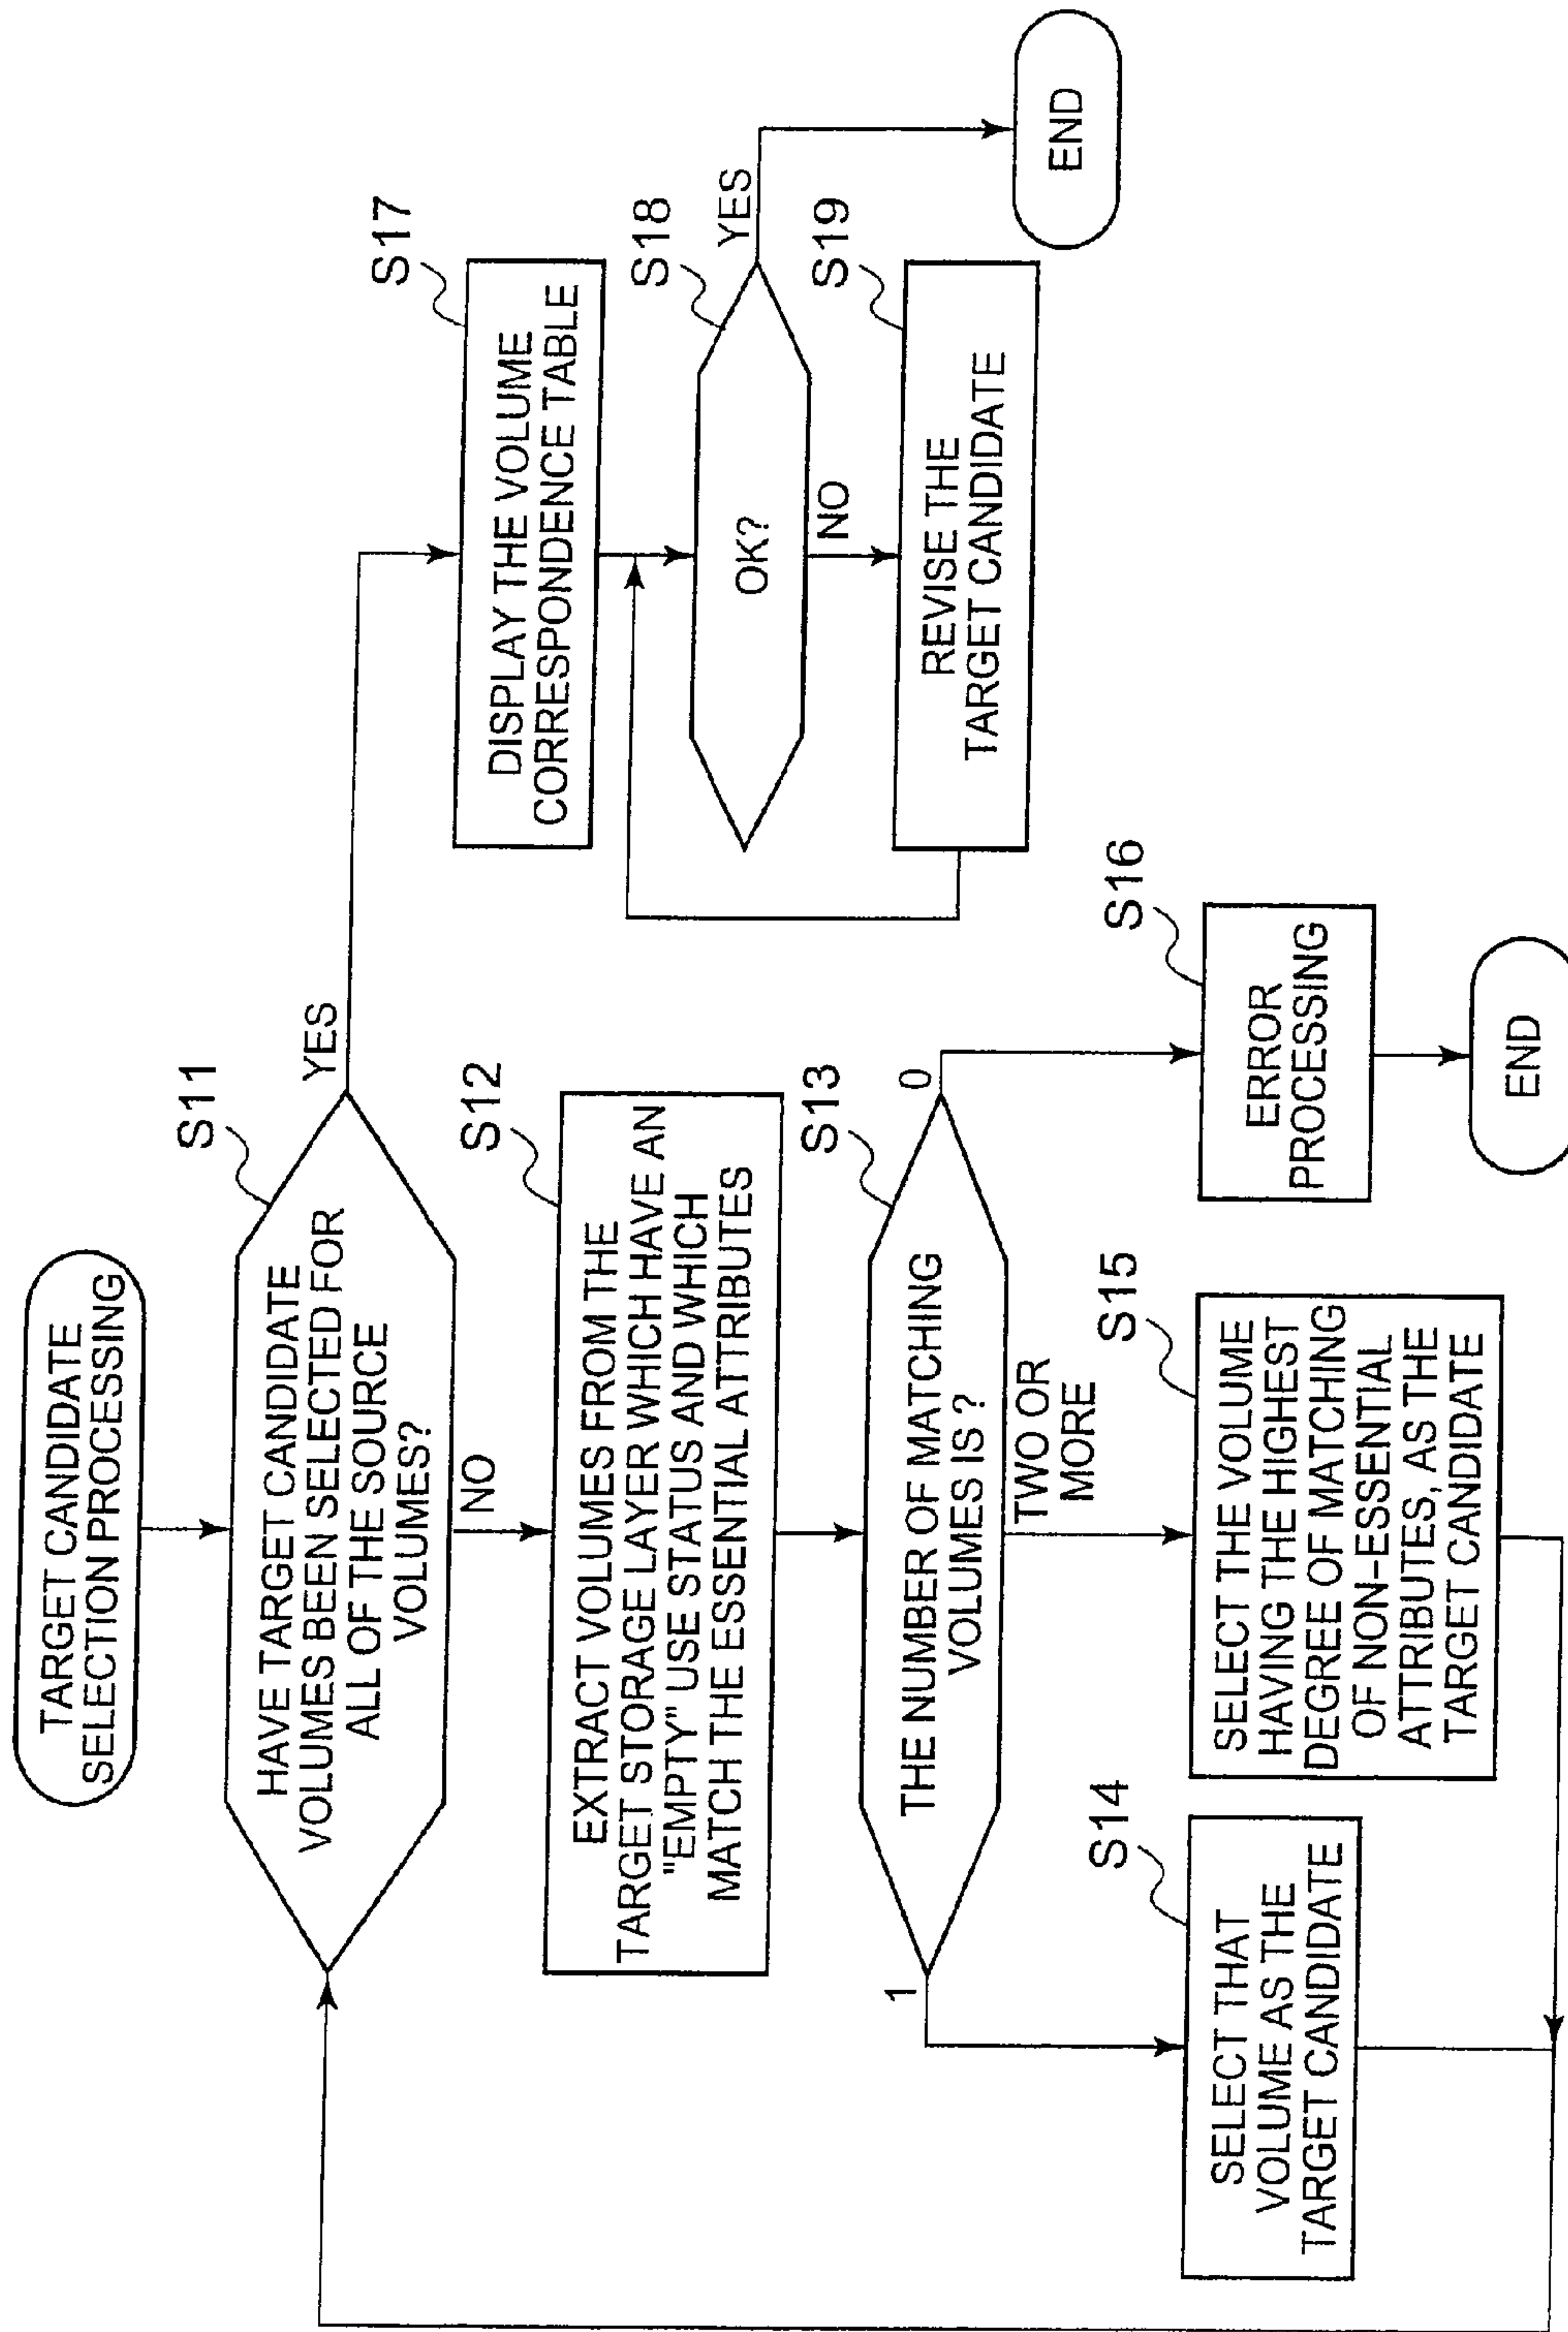 TARGET CANDIDATE
SELECTION PROCESSING
S11
HAVE TARGET CANDIDATE
VOLUMES BEEN SELECTED FOR
ALL OF THE SOURCE
VOLUMES?
YES
NO
S12
EXTRACT VOLUMES FROM THE
TARGET STORAGE LAYER WHICH HAVE AN
"EMPTY" USE STATUS AND WHICH
MATCH THE ESSENTIAL ATTRIBUTES
S13
THE NUMBER OF MATCHING
VOLUMES IS ?
1
TWO OR
MORE
0
S14
SELECT THAT
VOLUME AS THE
TARGET CANDIDATE
S15
SELECT THE VOLUME
HAVING THE HIGHEST
DEGREE OF MATCHING
OF NON-ESSENTIAL
ATTRIBUTES, AS THE
TARGET CANDIDATE
S16
ERROR
PROCESSING
END
S17
DISPLAY THE VOLUME
CORRESPONDENCE TABLE
S18
OK?
YES
NO
S19
REVISE THE
TARGET CANDIDATE
END